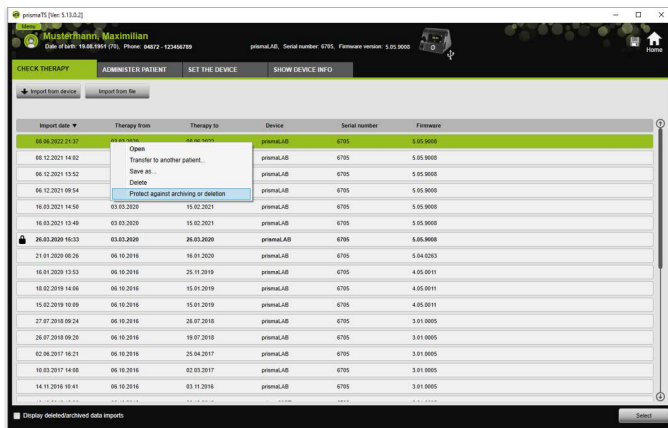 prismaTS [Ver: 5.13.0.2]
Menu
Mustermann, Maximilian
Date of birth: 19.08.1951 (70), Phone: 04872 - 123456789
prismaLAB, Serial number: 6705, Firmware version: 5.05.9008
Home
CHECK THERAPY ADMINISTER PATIENT SET THE DEVICE SHOW DEVICE INFO
Import from device Import from file
Import date ▼ Therapy from Therapy to Device Serial number Firmware
08.06.2022 21:37 03.03.2020 08.06.2022 prismaLAB 6705 5.05.9008
Open
08.12.2021 14:02 prismaLAB 6705 5.05.9008
Transfer to another patient...
06.12.2021 13:52 prismaLAB 6705 5.05.9008
Save as...
Delete
06.12.2021 09:54 prismaLAB 6705 5.05.9008
Protect against archiving or deletion
16.03.2021 14:50 03.03.2020 15.02.2021 prismaLAB 6705 5.05.9008
16.03.2021 13:49 03.03.2020 15.02.2021 prismaLAB 6705 5.05.9008
26.03.2020 15:33 03.03.2020 26.03.2020 prismaLAB 6705 5.05.9008
21.01.2020 08:26 06.10.2016 16.01.2020 prismaLAB 6705 5.04.0263
16.01.2020 13:53 06.10.2016 25.11.2019 prismaLAB 6705 4.05.0011
18.02.2019 14:06 06.10.2016 15.01.2019 prismaLAB 6705 4.05.0011
15.02.2019 10:09 06.10.2016 15.01.2019 prismaLAB 6705 4.05.0011
27.07.2018 09:24 06.10.2016 26.07.2018 prismaLAB 6705 3.01.0005
26.07.2018 09:20 06.10.2016 19.07.2018 prismaLAB 6705 3.01.0005
02.06.2017 16:21 06.10.2016 25.04.2017 prismaLAB 6705 3.01.0005
10.03.2017 14:08 06.10.2016 02.03.2017 prismaLAB 6705 3.01.0005
14.11.2016 10:41 06.10.2016 03.11.2016 prismaLAB 6705 3.01.0005
Display deleted/archived data imports
Select